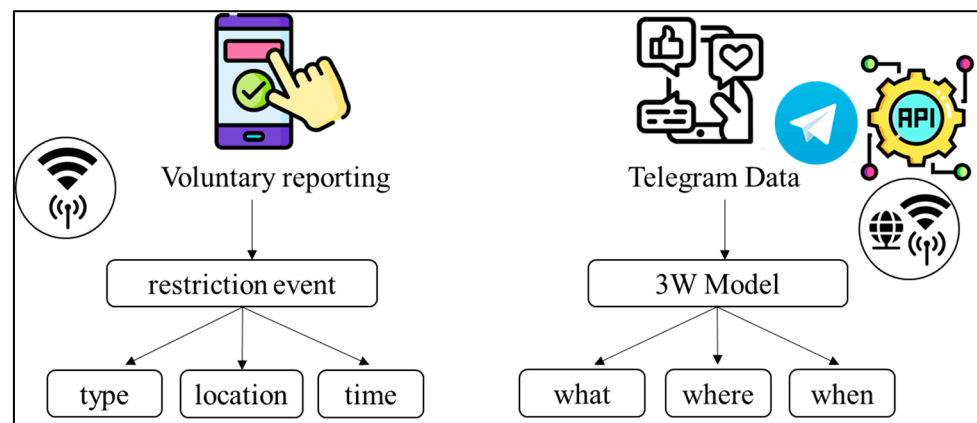 API
Voluntary reporting
Telegram Data
restriction event
3W Model
type
location
time
what
where
when